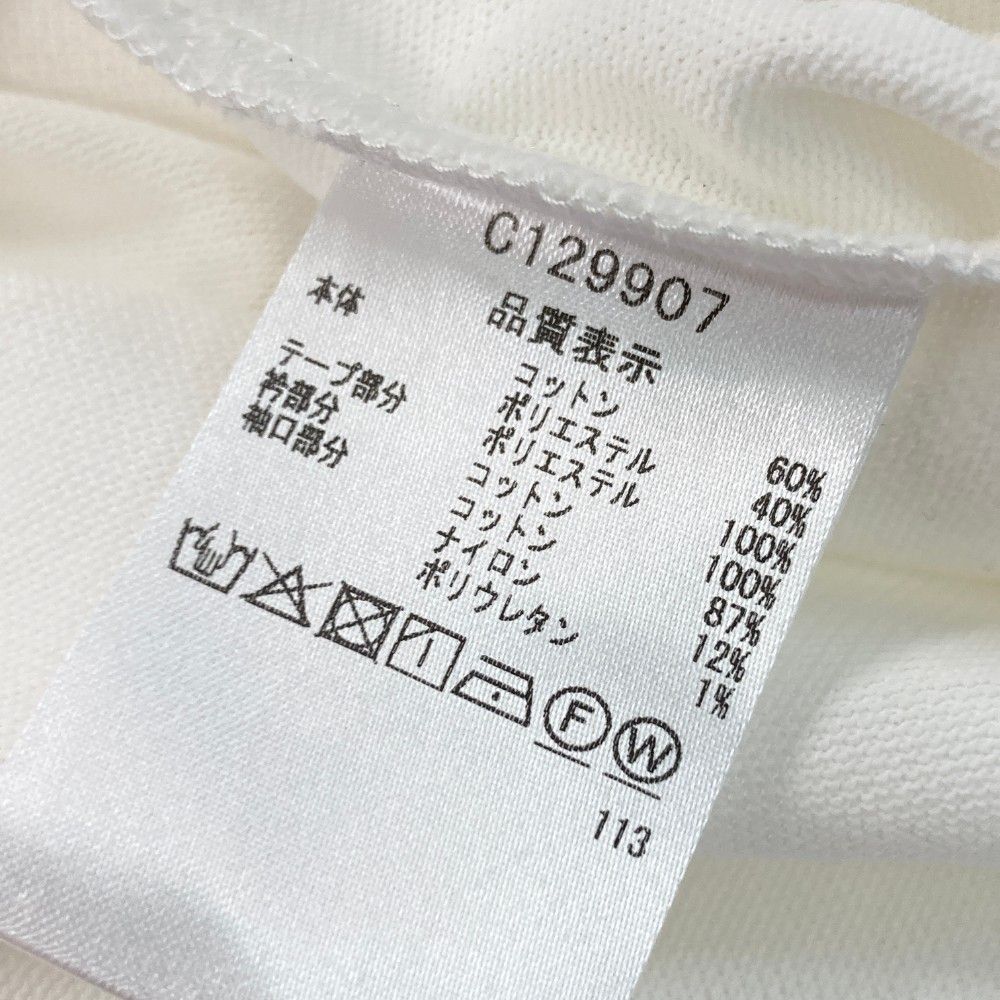 C129907
品質表示
本体 コットン 60%
ポリエステル 40%
テープ部分 ポリエステル 100%
衿部分 コットン 100%
袖口部分 コットン 87%
ナイロン 12%
ポリウレタン 1%
F W
113